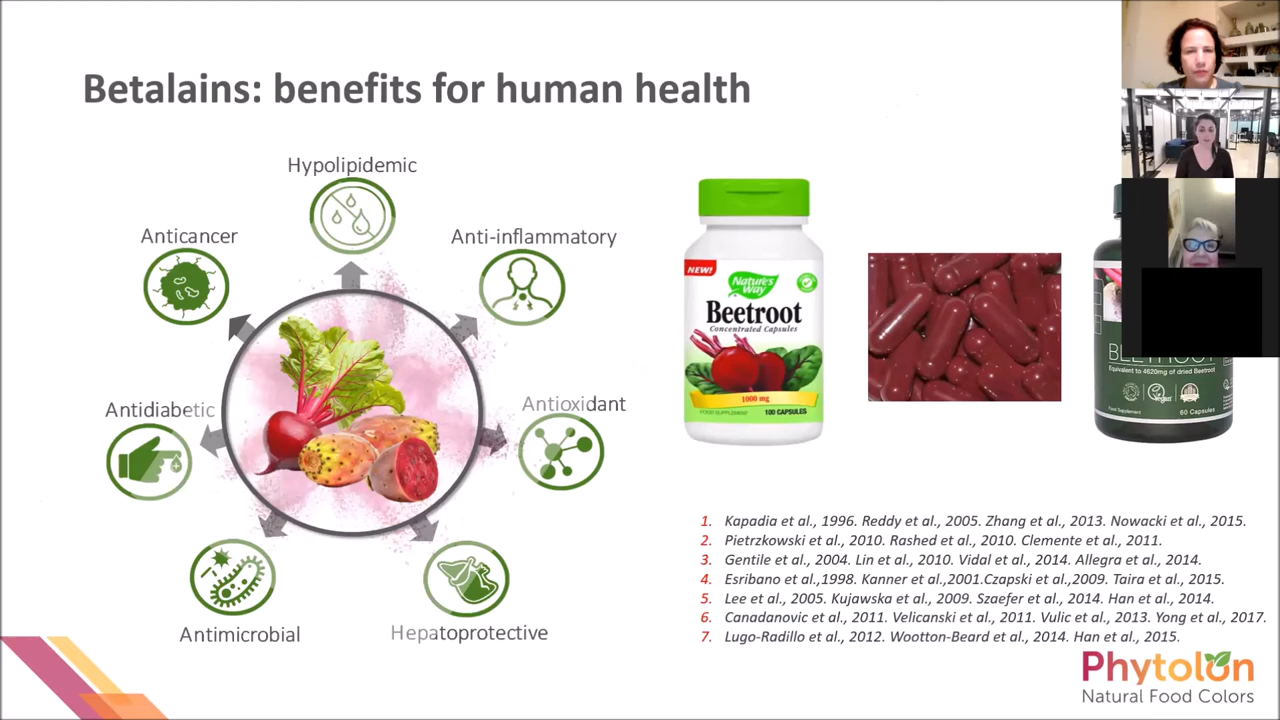 Betalains: benefits for human health
Hypolipidemic
Anticancer
Anti-inflammatory
Antidiabetic
Antioxidant
Antimicrobial
Hepatoprotective
NEW!
Nature's
Way
Beetroot
Concentrated Capsules
1000 mg
FOOD SUPPLEMENT
100 CAPSULES
BEETROOT
Equivalent to 4620mg of dried Beetroot
Vegan
Food Supplement
60 Capsules
1. Kapadia et al., 1996. Reddy et al., 2005. Zhang et al., 2013. Nowacki et al., 2015.
2. Pietrzkowski et al., 2010. Rashed et al., 2010. Clemente et al., 2011.
3. Gentile et al., 2004. Lin et al., 2010. Vidal et al., 2014. Allegra et al., 2014.
4. Esribano et al.,1998. Kanner et al.,2001.Czapski et al.,2009. Taira et al., 2015.
5. Lee et al., 2005. Kujawska et al., 2009. Szaefer et al., 2014. Han et al., 2014.
6. Canadanovic et al., 2011. Velicanski et al., 2011. Vulic et al., 2013. Yong et al., 2017.
7. Lugo-Radillo et al., 2012. Wootton-Beard et al., 2014. Han et al., 2015.
Phytolon
Natural Food Colors